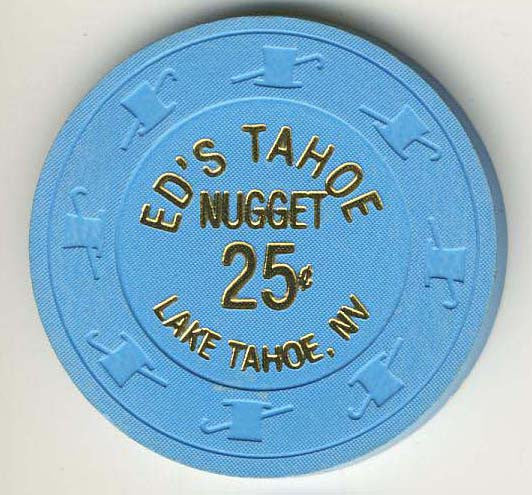 ED'S TAHOE
NUGGET
25¢
LAKE TAHOE, NV